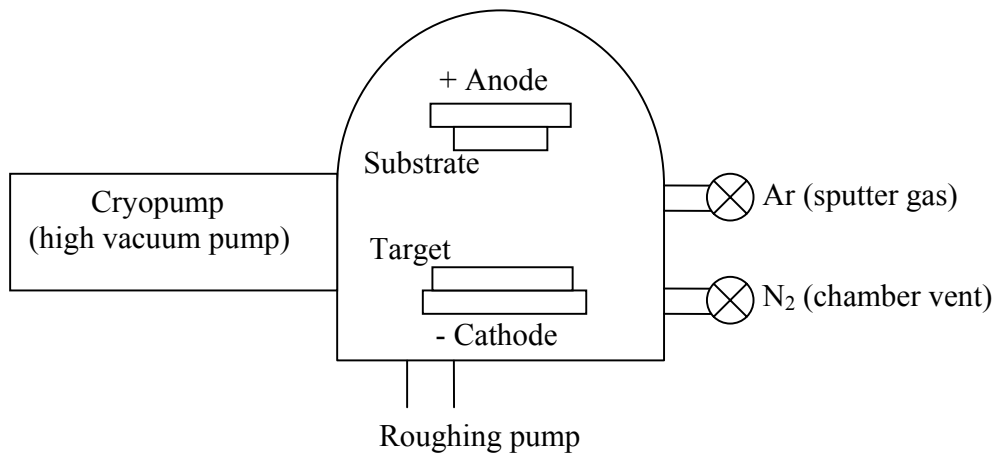 + Anode
Substrate
Cryopump
(high vacuum pump)
Ar (sputter gas)
Target
N₂ (chamber vent)
- Cathode
Roughing pump